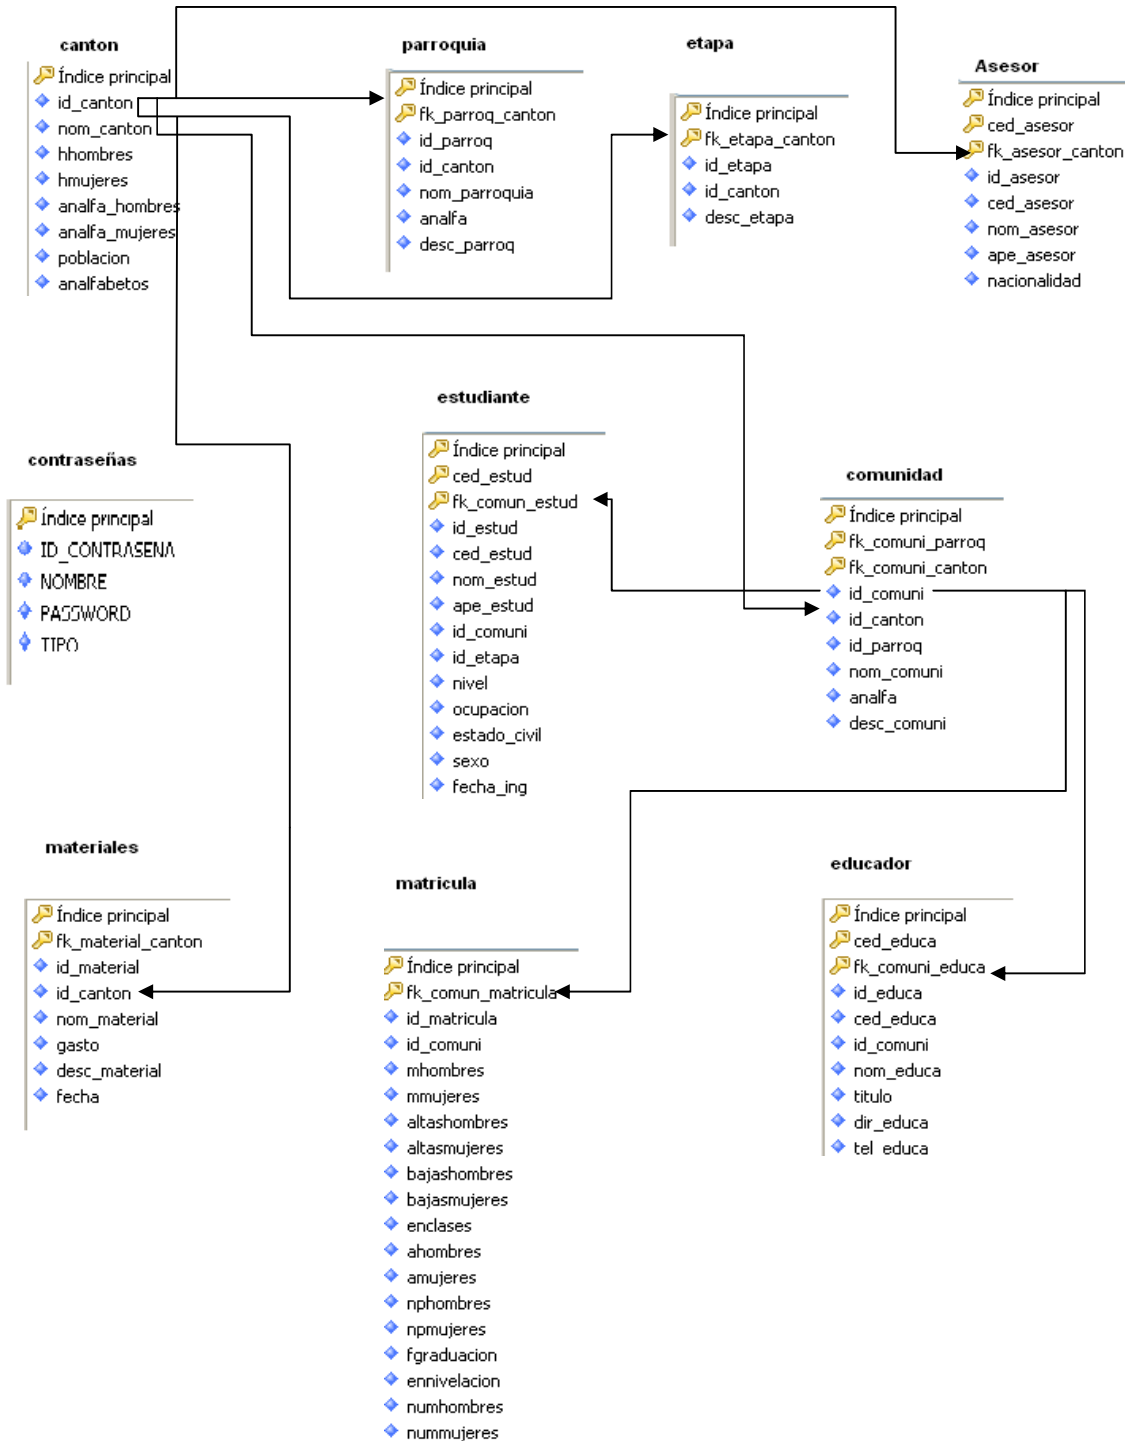 canton
Índice principal
id_canton
nom_canton
hhombres
hmujeres
analfa_hombres
analfa_mujeres
poblacion
analfabetos
parroquia
Índice principal
fk_parroq_canton
id_parroq
id_canton
nom_parroquia
analfa
desc_parroq
etapa
Índice principal
fk_etapa_canton
id_etapa
id_canton
desc_etapa
Asesor
Índice principal
ced_asesor
fk_asesor_canton
id_asesor
ced_asesor
nom_asesor
ape_asesor
nacionalidad
contraseñas
Índice principal
ID_CONTRASENA
NOMBRE
PASSWORD
TIPO
estudiante
Índice principal
ced_estud
fk_comun_estud
id_estud
ced_estud
nom_estud
ape_estud
id_comuni
id_etapa
nivel
ocupacion
estado_civil
sexo
fecha_ing
comunidad
Índice principal
fk_comuni_parroq
fk_comuni_canton
id_comuni
id_canton
id_parroq
nom_comuni
analfa
desc_comuni
materiales
Índice principal
fk_material_canton
id_material
id_canton
nom_material
gasto
desc_material
fecha
matricula
Índice principal
fk_comun_matricula
id_matricula
id_comuni
mhombres
mmujeres
altashombres
altasmujeres
bajashombres
bajasmujeres
enclases
ahombres
amujeres
nphombres
npmujeres
fgraduacion
ennivelacion
numhombres
nummujeres
educador
Índice principal
ced_educa
fk_comuni_educa
id_educa
ced_educa
id_comuni
nom_educa
titulo
dir_educa
tel_educa